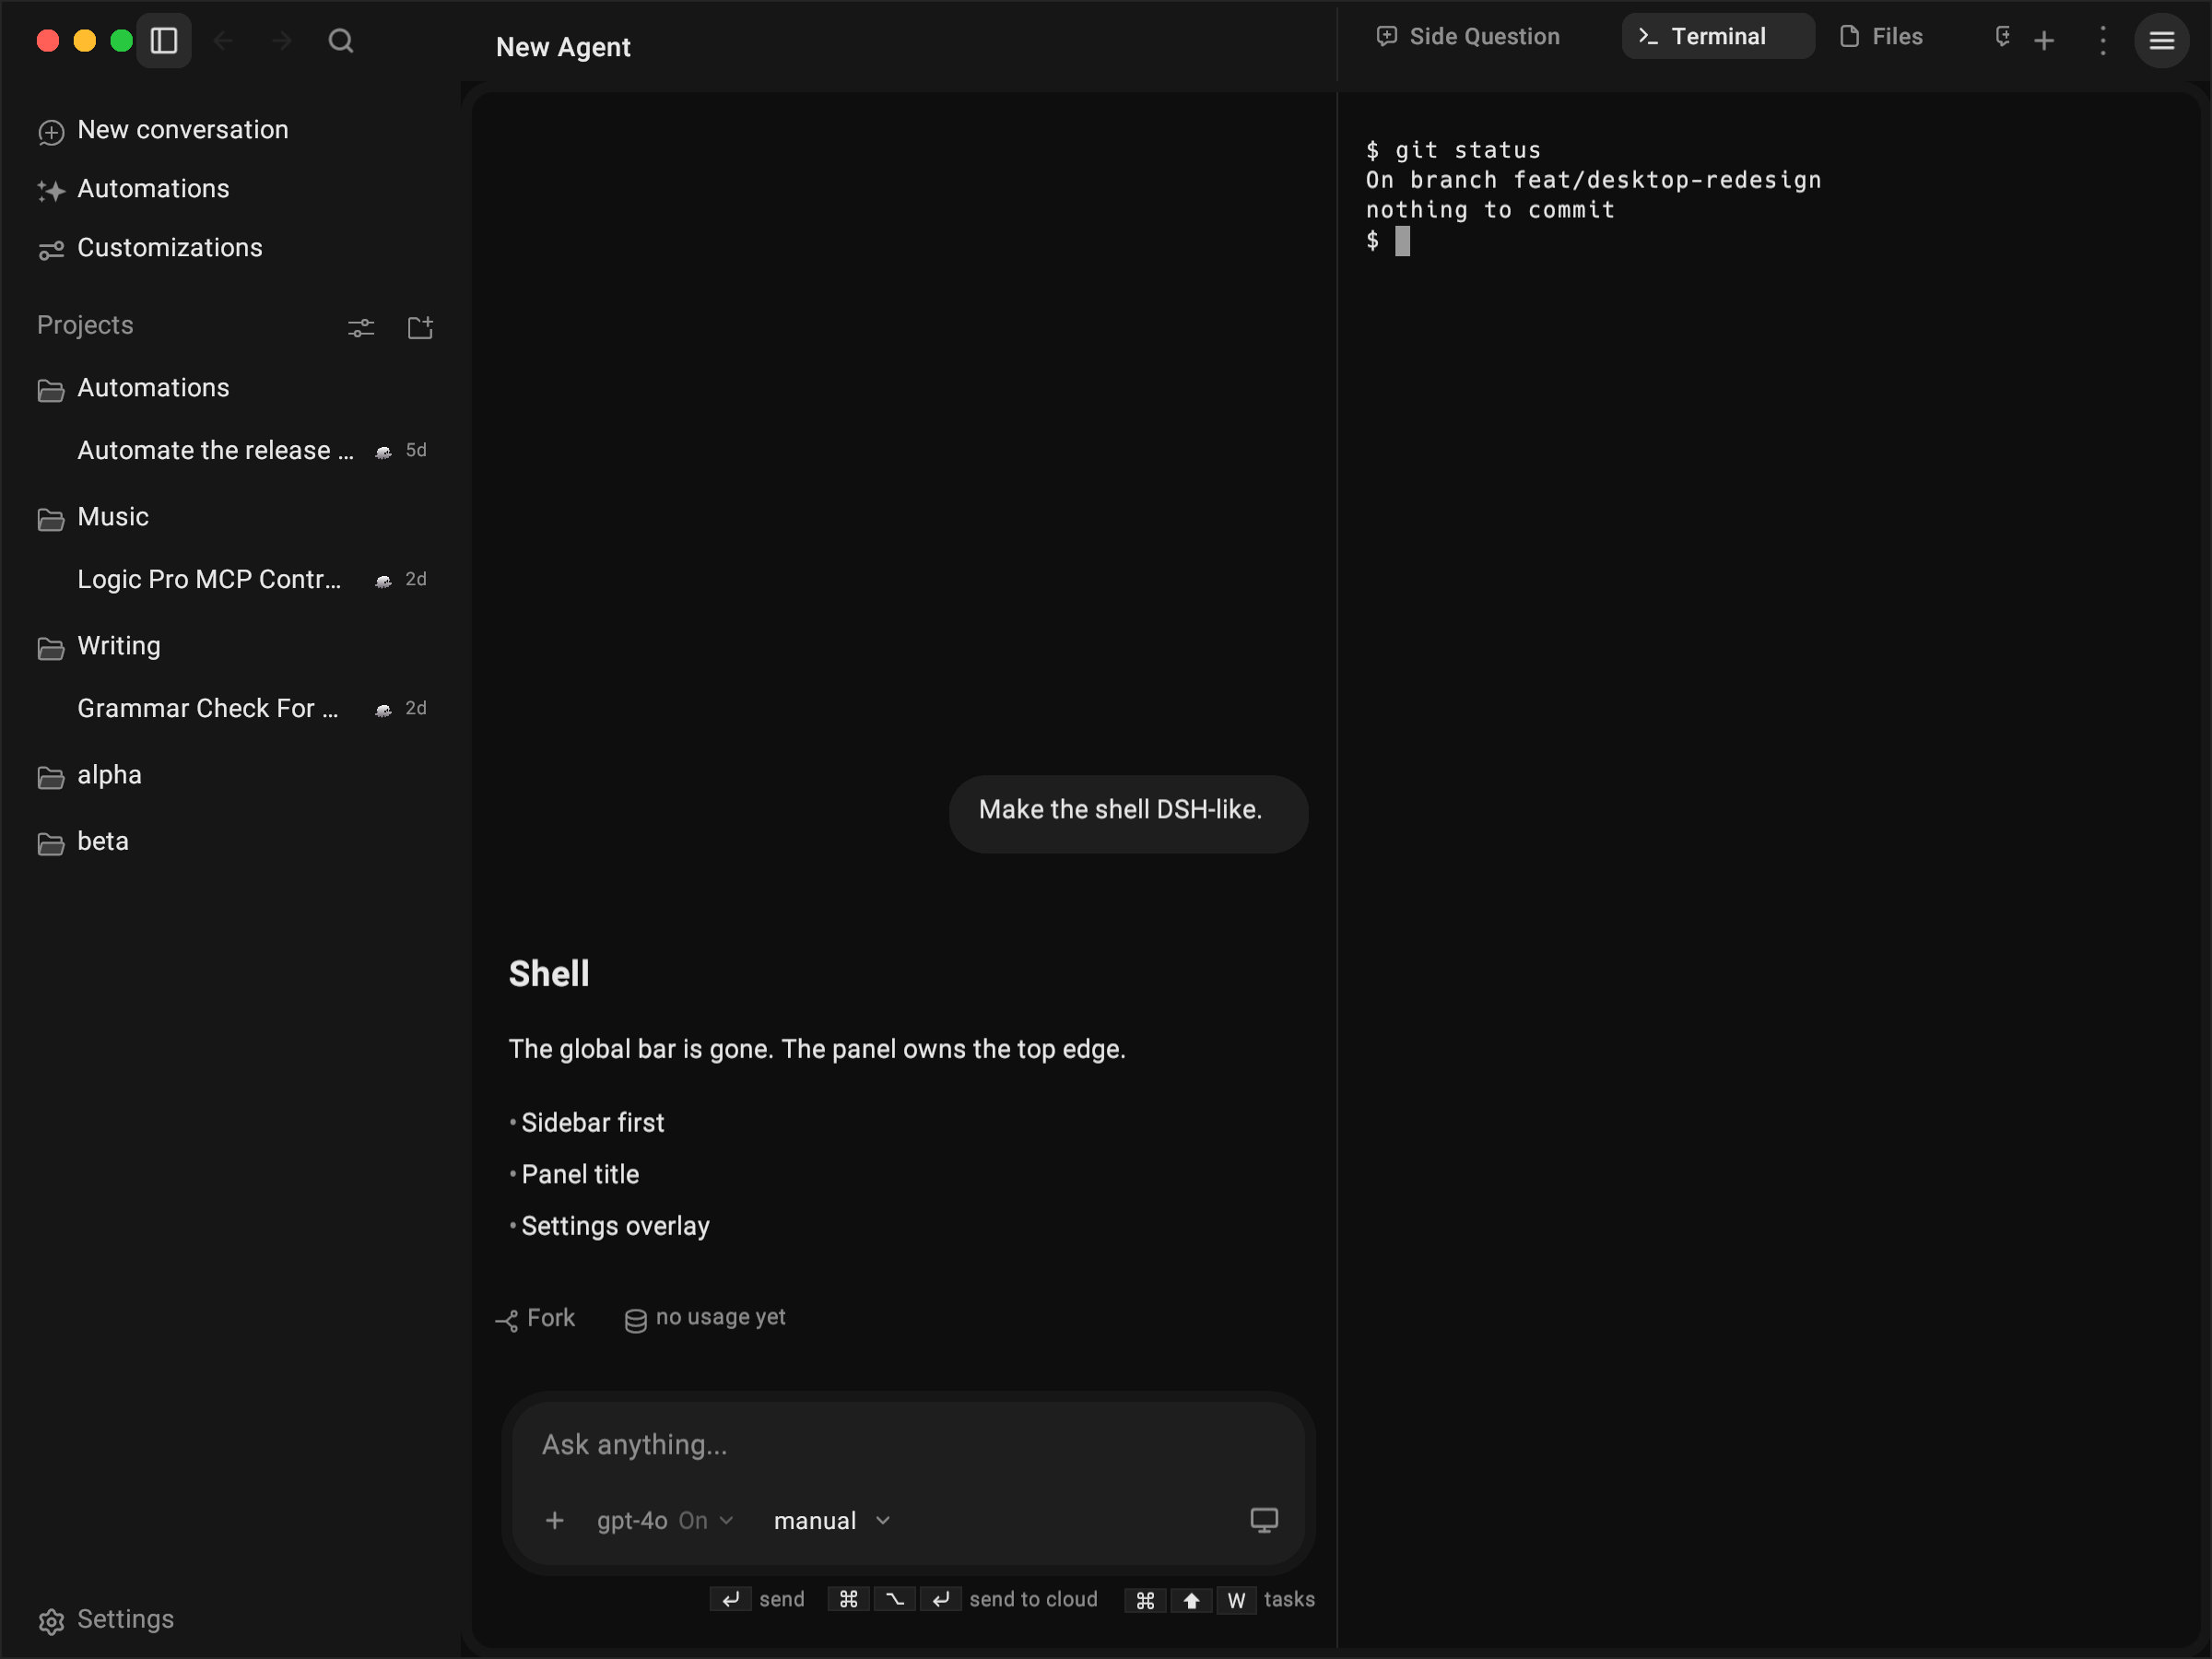 New Agent
Side Question
Terminal
Files
New conversation
Automations
Customizations
Projects
Automations
Automate the release ...
5d
Music
Logic Pro MCP Contr...
2d
Writing
Grammar Check For ...
2d
alpha
beta
Settings
Make the shell DSH-like.
Shell
The global bar is gone. The panel owns the top edge.
• Sidebar first
• Panel title
• Settings overlay
Fork
no usage yet
Ask anything...
gpt-4o On
manual
send
send to cloud
W tasks
$ git status
On branch feat/desktop-redesign
nothing to commit
$